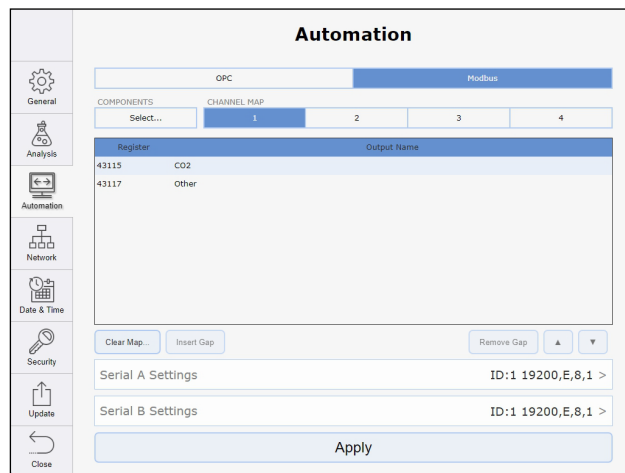 Automation
OPC Modbus
COMPONENTS CHANNEL MAP
Select... 1 2 3 4
Register Output Name
43115 CO2
43117 Other
Clear Map... Insert Gap Remove Gap ▲ ▼
Serial A Settings ID:1 19200,E,8,1 >
Serial B Settings ID:1 19200,E,8,1 >
Apply
General
Analysis
Automation
Network
Date & Time
Security
Update
Close